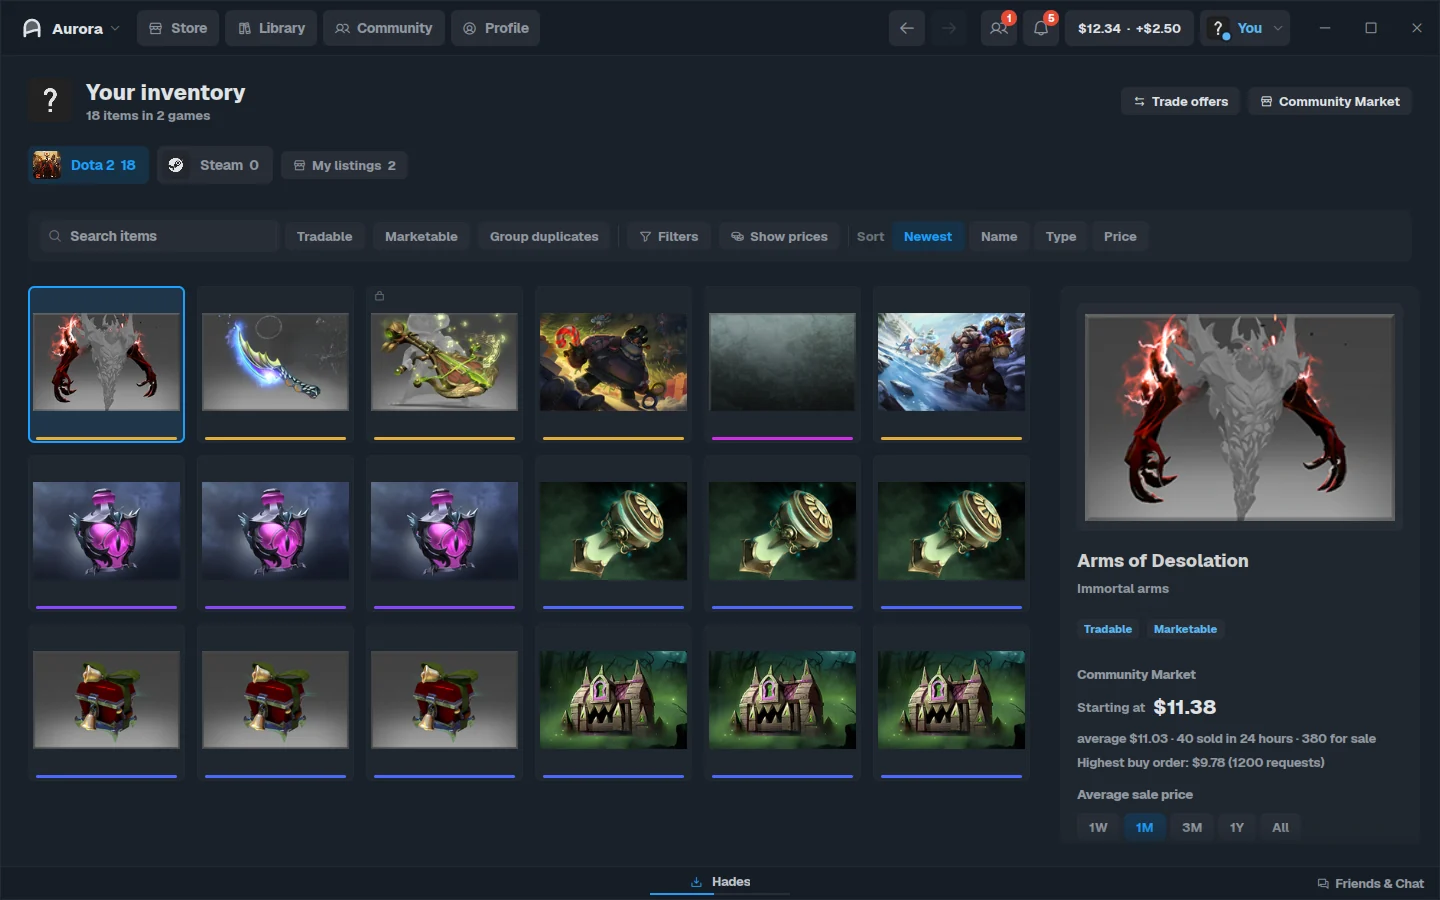 Aurora
Store
Library
Community
Profile
1
5
$12.34 · +$2.50
? You
? Your inventory
18 items in 2 games
Trade offers
Community Market
Dota 2 18
Steam 0
My listings 2
Search items
Tradable
Marketable
Group duplicates
Filters
Show prices
Sort
Newest
Name
Type
Price
Arms of Desolation
Immortal arms
Tradable
Marketable
Community Market
Starting at $11.38
average $11.03 · 40 sold in 24 hours · 380 for sale
Highest buy order: $9.78 (1200 requests)
Average sale price
1W
1M
3M
1Y
All
Hades
Friends & Chat